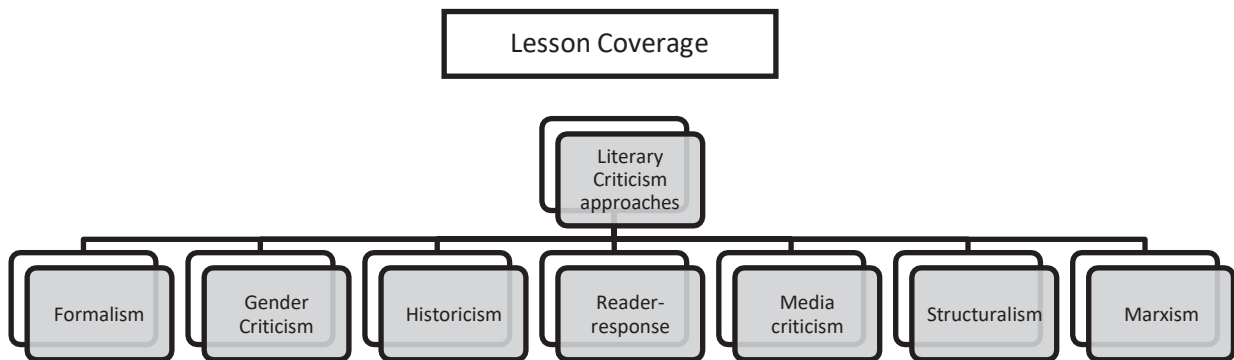 Lesson Coverage
Literary
Criticism
approaches
Formalism
Gender
Criticism
Historicism
Reader-
response
Media
criticism
Structuralism
Marxism